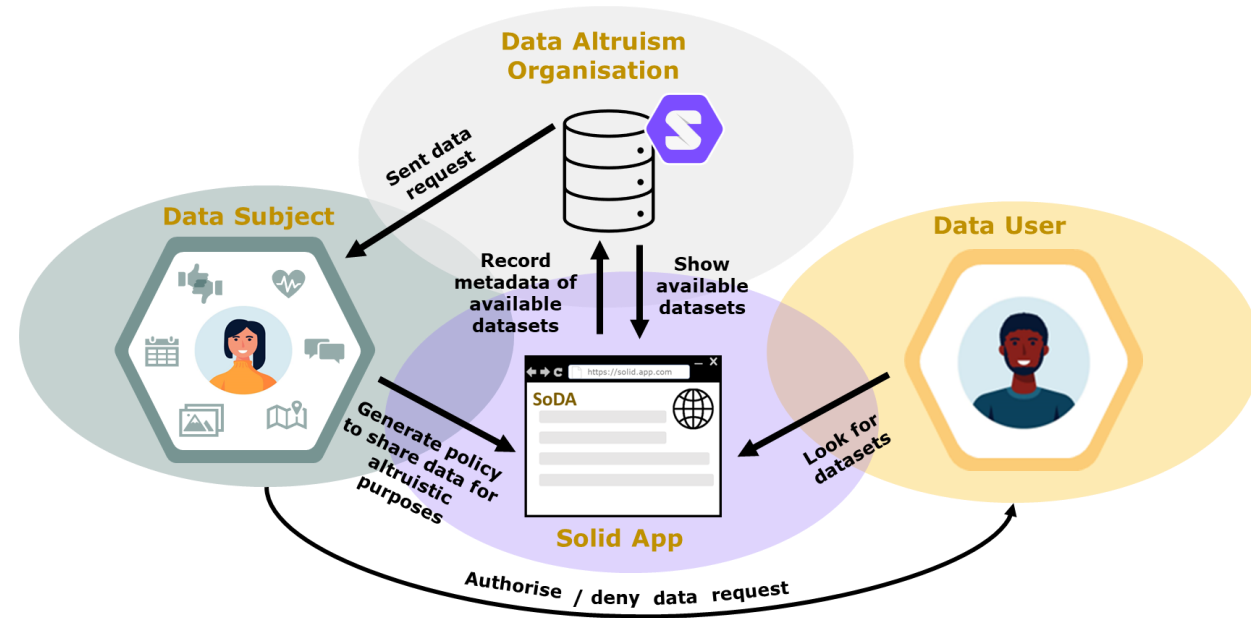 Data Altruism
Organisation
Sent data
request
Data Subject
Data User
Record
metadata of
available
datasets
Show
available
datasets
https://solid.app.com
SoDA
Generate policy
to share data for
altruistic
purposes
Look for
datasets
Solid App
Authorise / deny data request